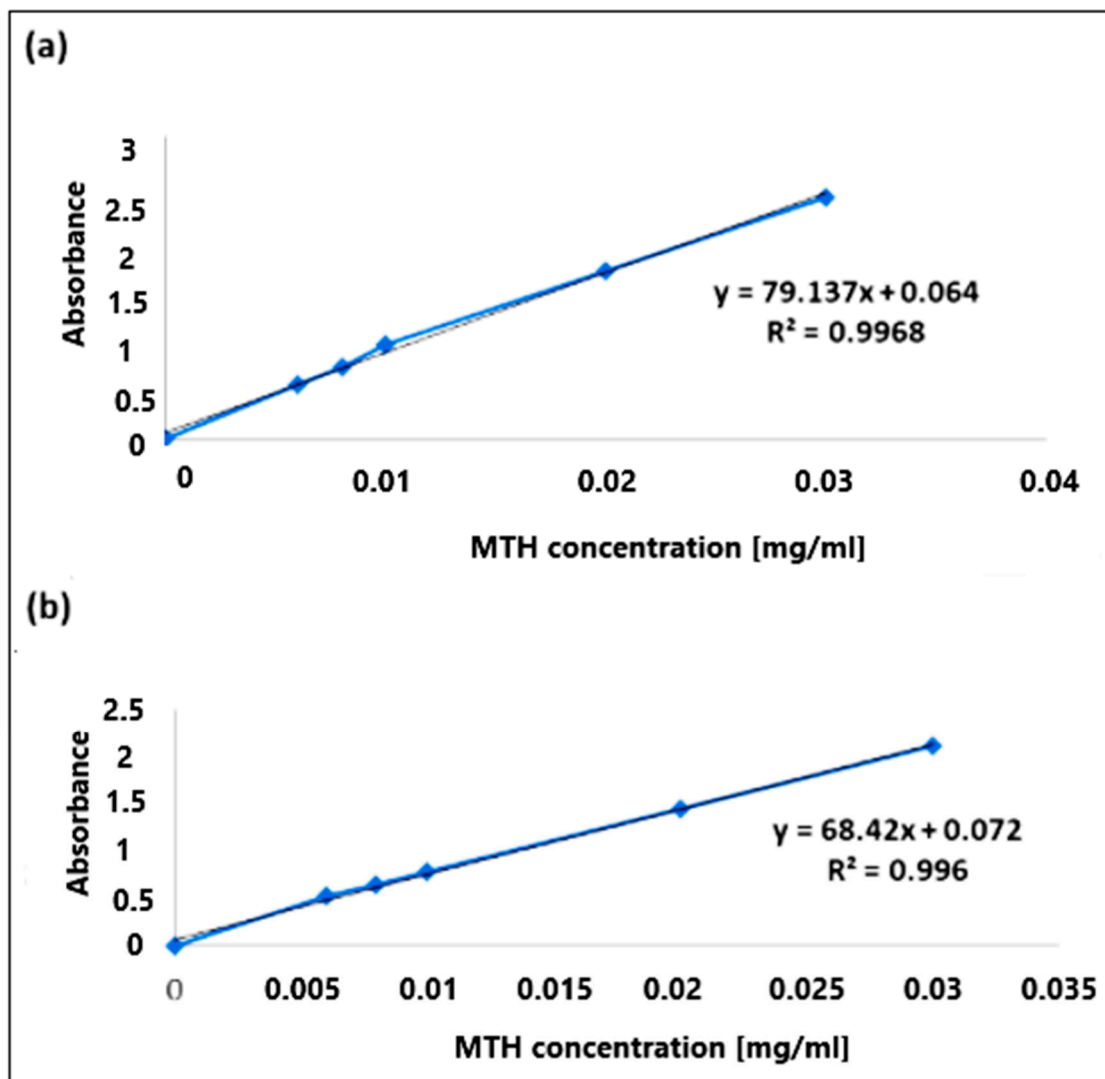 (a)
Absorbance
3
2.5
2
1.5
1
0.5
0
y = 79.137x + 0.064
R² = 0.9968
0 0.01 0.02 0.03 0.04
MTH concentration [mg/ml]
(b)
Absorbance
2.5
2
1.5
1
0.5
0
y = 68.42x + 0.072
R² = 0.996
0 0.005 0.01 0.015 0.02 0.025 0.03 0.035
MTH concentration [mg/ml]